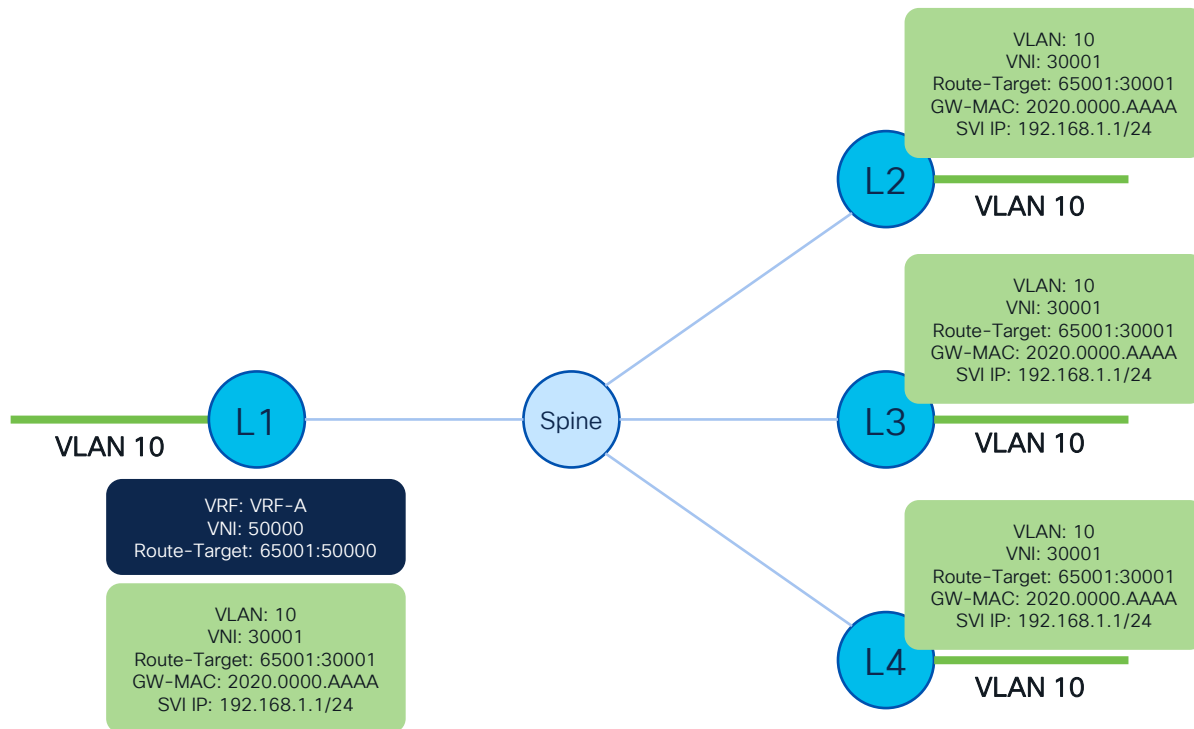 VLAN: 10
VNI: 30001
Route-Target: 65001:30001
GW-MAC: 2020.0000.AAAA
SVI IP: 192.168.1.1/24
L2
VLAN 10
VLAN: 10
VNI: 30001
Route-Target: 65001:30001
GW-MAC: 2020.0000.AAAA
SVI IP: 192.168.1.1/24
L1
Spine
L3
VLAN 10
VLAN 10
VRF: VRF-A
VNI: 50000
Route-Target: 65001:50000
VLAN: 10
VNI: 30001
Route-Target: 65001:30001
GW-MAC: 2020.0000.AAAA
SVI IP: 192.168.1.1/24
VLAN: 10
VNI: 30001
Route-Target: 65001:30001
GW-MAC: 2020.0000.AAAA
SVI IP: 192.168.1.1/24
L4
VLAN 10